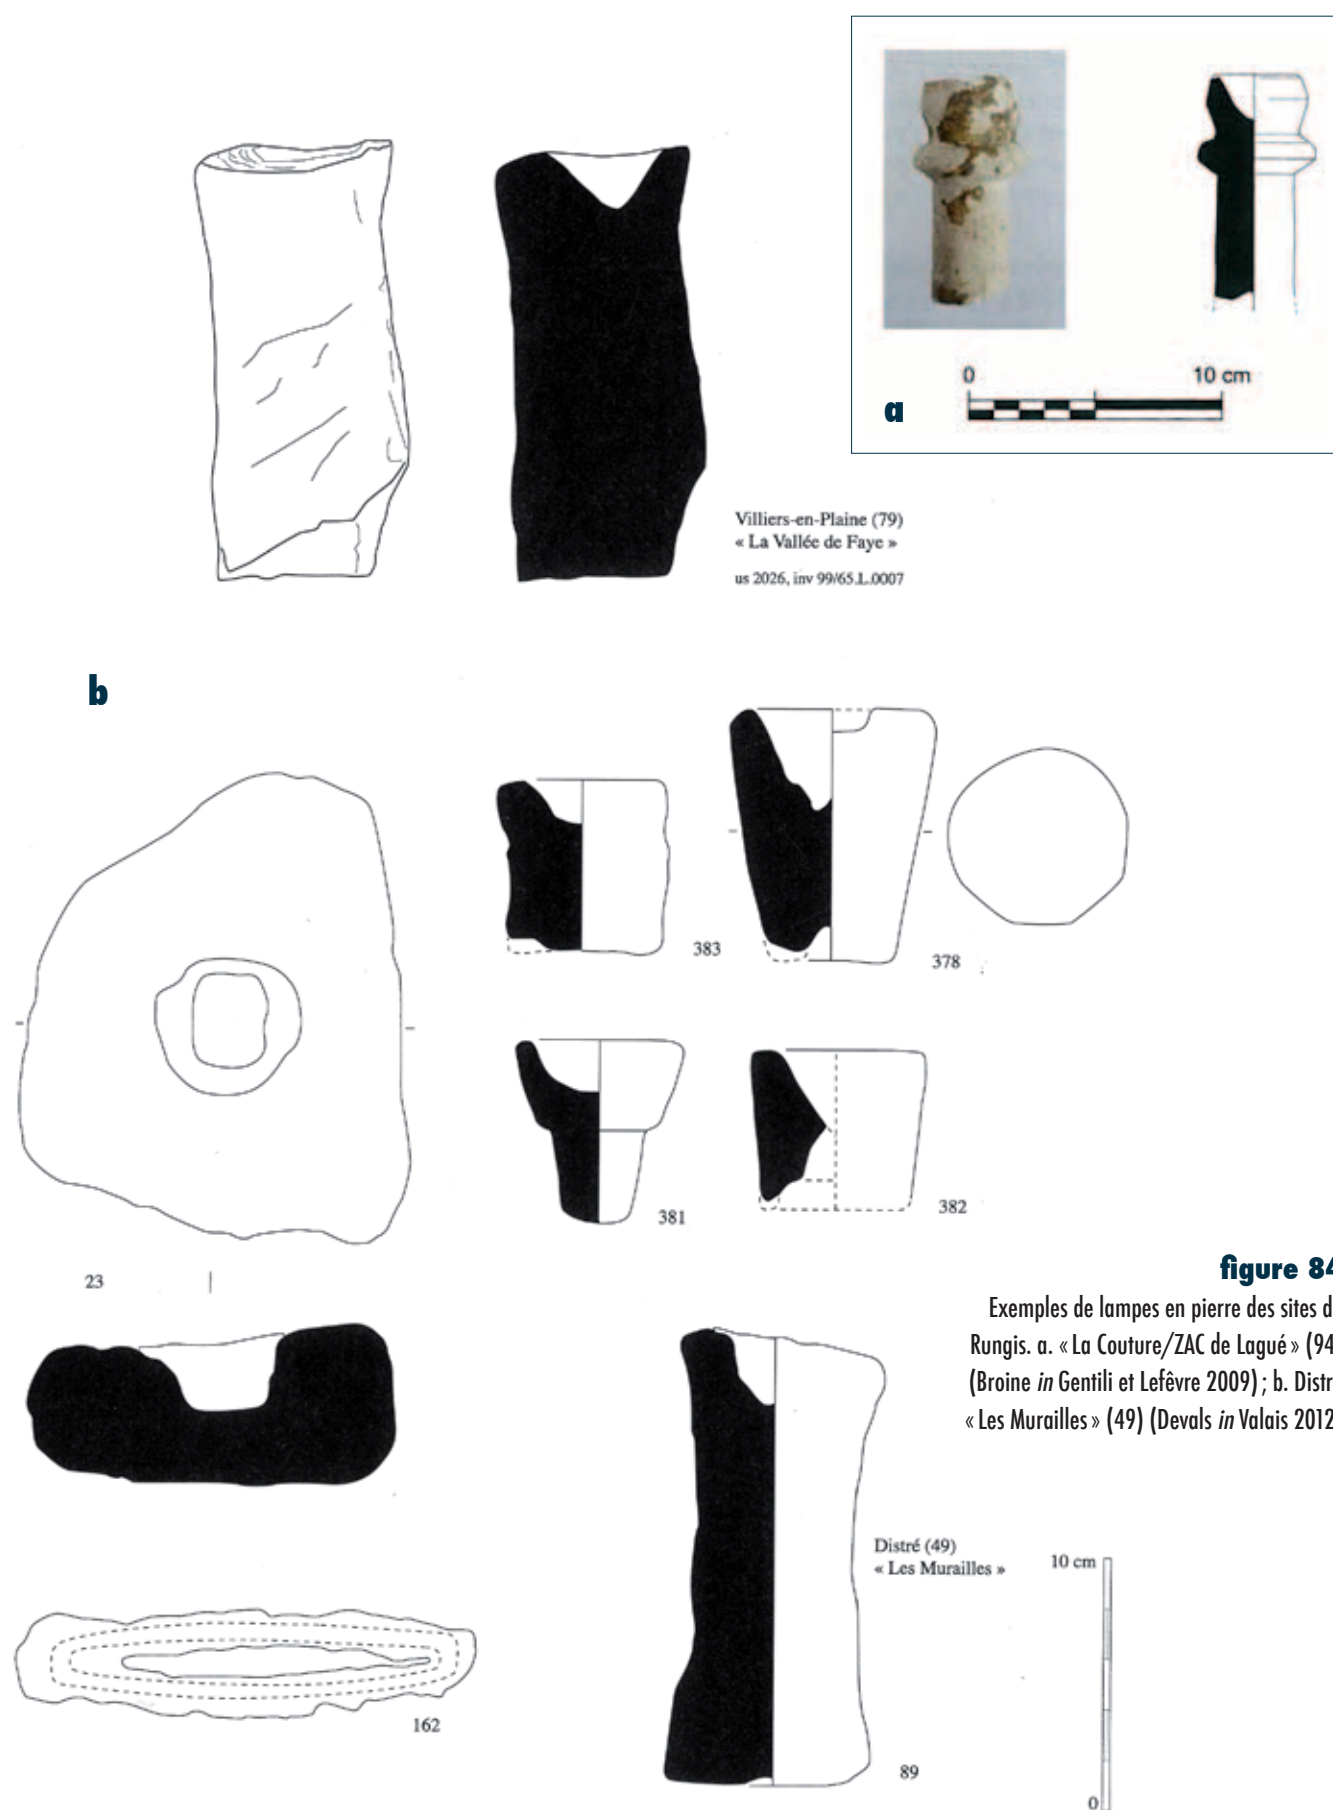 0 10 cm
a
Villiers-en-Plaine (79)
« La Vallée de Faye »
us 2026, inv 99/65.L.0007
b
383
378
381
382
23
figure 84
Exemples de lampes en pierre des sites d
Rungis. a. « La Couture/ZAC de Lagué » (94
(Broine in Gentili et Lefêvre 2009) ; b. Distr
« Les Murailles » (49) (Devals in Valais 2012
Distré (49)
« Les Murailles »
10 cm
162
89
0